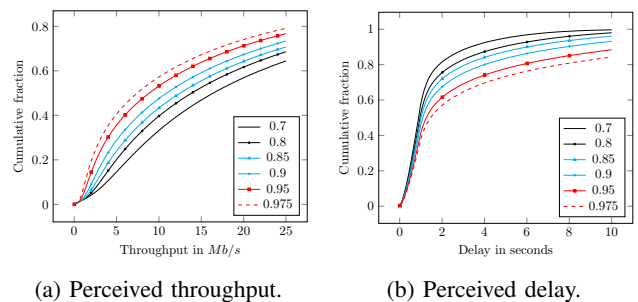 Cumulative fraction
0.8
0.6
0.4
0.2
0
0.7
0.8
0.85
0.9
0.95
0.975
0 5 10 15 20 25
Throughput in Mb/s
(a) Perceived throughput.
Cumulative fraction
1
0.8
0.6
0.4
0.2
0
0.7
0.8
0.85
0.9
0.95
0.975
0 2 4 6 8 10
Delay in seconds
(b) Perceived delay.